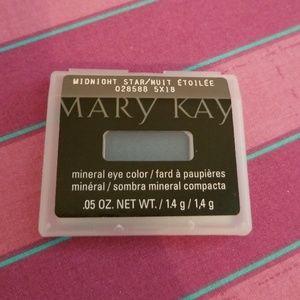 MIDNIGHT STAR/NUIT ÉTOILÉE
028588 5X18
MARY KAY
mineral eye color / fard à paupières
minéral / sombra mineral compacta
.05 OZ. NET WT. / 1.4 g / 1,4 g